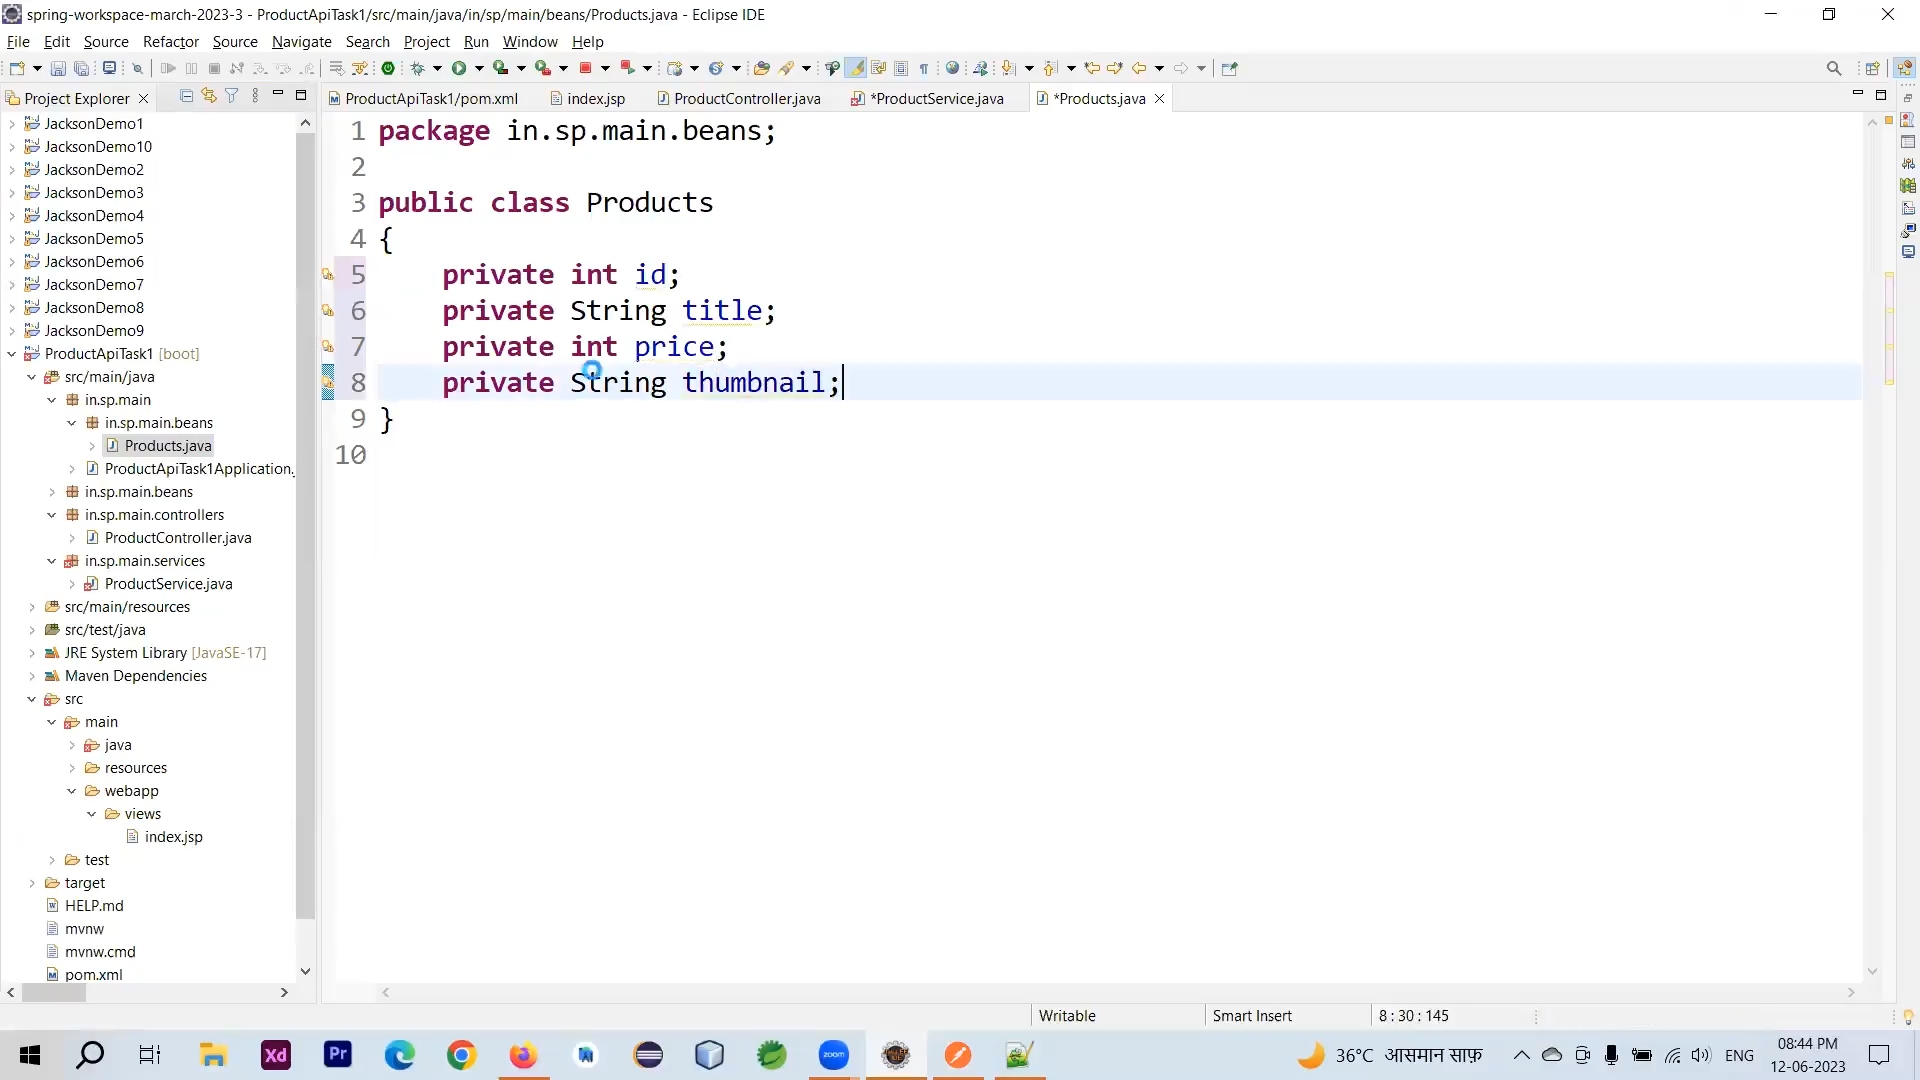 spring-workspace-march-2023-3 - ProductApiTask1/src/main/java/in/sp/main/beans/Products.java - Eclipse IDE
File Edit Source Refactor Source Navigate Search Project Run Window Help
Project Explorer
ProductApiTask1/pom.xml index.jsp ProductController.java *ProductService.java *Products.java
JacksonDemo1
JacksonDemo10
JacksonDemo2
JacksonDemo3
JacksonDemo4
JacksonDemo5
JacksonDemo6
JacksonDemo7
JacksonDemo8
JacksonDemo9
ProductApiTask1 [boot]
src/main/java
in.sp.main
in.sp.main.beans
Products.java
ProductApiTask1Application.
in.sp.main.beans
in.sp.main.controllers
ProductController.java
in.sp.main.services
ProductService.java
src/main/resources
src/test/java
JRE System Library [JavaSE-17]
Maven Dependencies
src
main
java
resources
webapp
views
index.jsp
test
target
HELP.md
mvnw
mvnw.cmd
pom.xml
1 package in.sp.main.beans;
2
3 public class Products
4 {
5 private int id;
6 private String title;
7 private int price;
8 private String thumbnail;
9 }
10
Writable Smart Insert 8 : 30 : 145
Xd Pr zoom 36°C आसमान साफ़ ENG 08:44 PM
12-06-2023